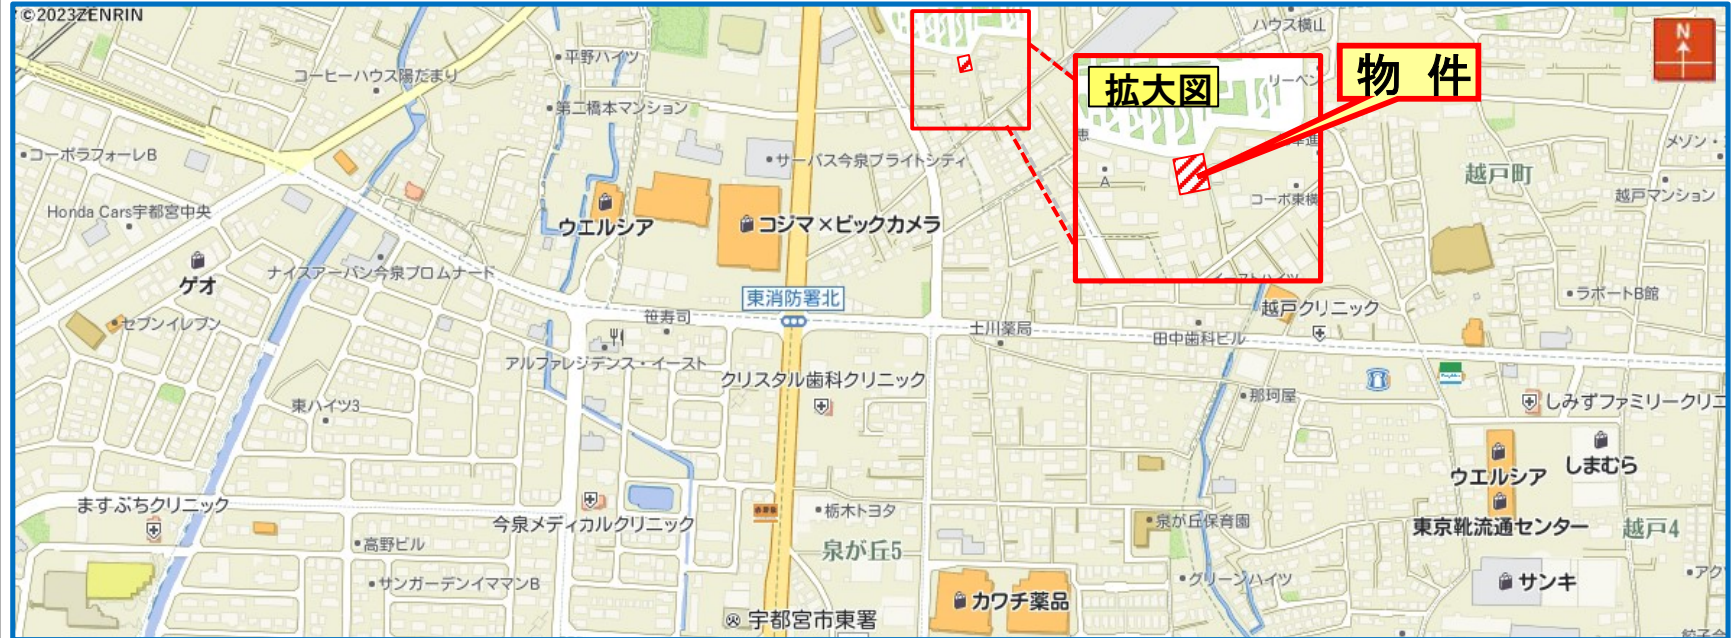 ©2023ZENRIN
ハウス横山
N
物 件
拡大図
リーベン
平野ハイツ
コーヒーハウス陽だまり
第二橋本マンション
コーポラフォーレB
サーパス今泉ブライトシティ
恵
A
コーポ東横
越戸町
メゾン・
越戸マンション
Honda Cars宇都宮中央
ウエルシア
コジマ×ビックカメラ
ゲオ
ナイスアーバン今泉プロムナード
東消防署北
ラポートB館
越戸クリニック
セブンイレブン
笹寿司
土川薬局
田中歯科ビル
アルファレジデンス・イースト
クリスタル歯科クリニック
東ハイツ3
那珂屋
しみずファミリークリニ
ウエルシア
しまむら
ますぶちクリニック
今泉メディカルクリニック
栃木トヨタ
泉が丘保育園
東京靴流通センター
越戸4
高野ビル
泉が丘5
サンガーデンイママンB
グリーンハイツ
サンキ
アク
カワチ薬品
宇都宮市東署